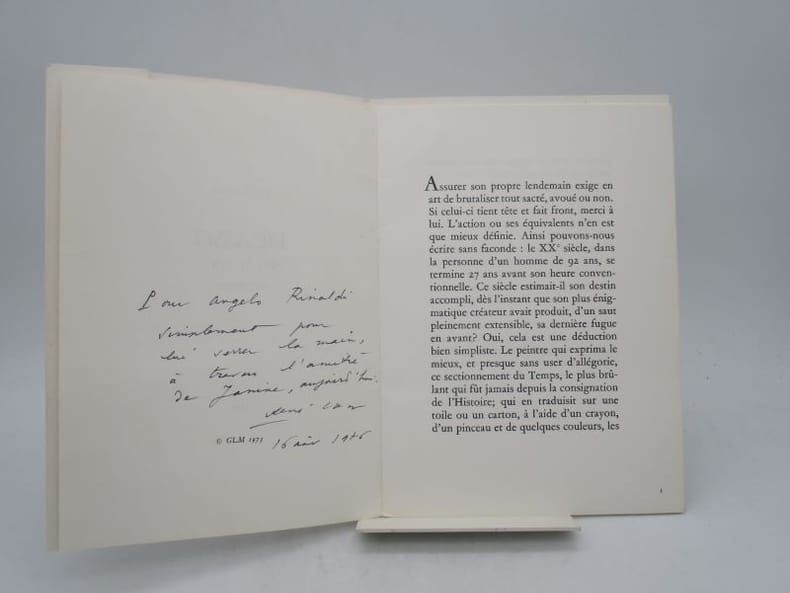 Pour Angelo Rinaldi
simplement pour
lui serrer la main,
à travers l'amitié
de Janine, aujourd'hui.
René Char
© GLM 1973
16 1976
Assurer son propre lendemain exige en
art de brutaliser tout sacré, avoué ou non.
Si celui-ci tient tête et fait front, merci à
lui. L'action ou ses équivalents n'en est
que mieux définie. Ainsi pouvons-nous
écrire sans faconde : le XXe siècle, dans
la personne d'un homme de 92 ans, se
termine 27 ans avant son heure conven-
tionnelle. Ce siècle estimait-il son destin
accompli, dès l'instant que son plus énig-
matique créateur avait produit, d'un saut
pleinement extensible, sa dernière fugue
en avant? Oui, cela est une déduction
bien simpliste. Le peintre qui exprima le
mieux, et presque sans user d'allégorie,
ce sectionnement du Temps, le plus brû-
lant qui fût jamais depuis la consignation
de l'Histoire; qui en traduisit sur une
toile ou un carton, à l'aide d'un crayon,
d'un pinceau et de quelques couleurs, les